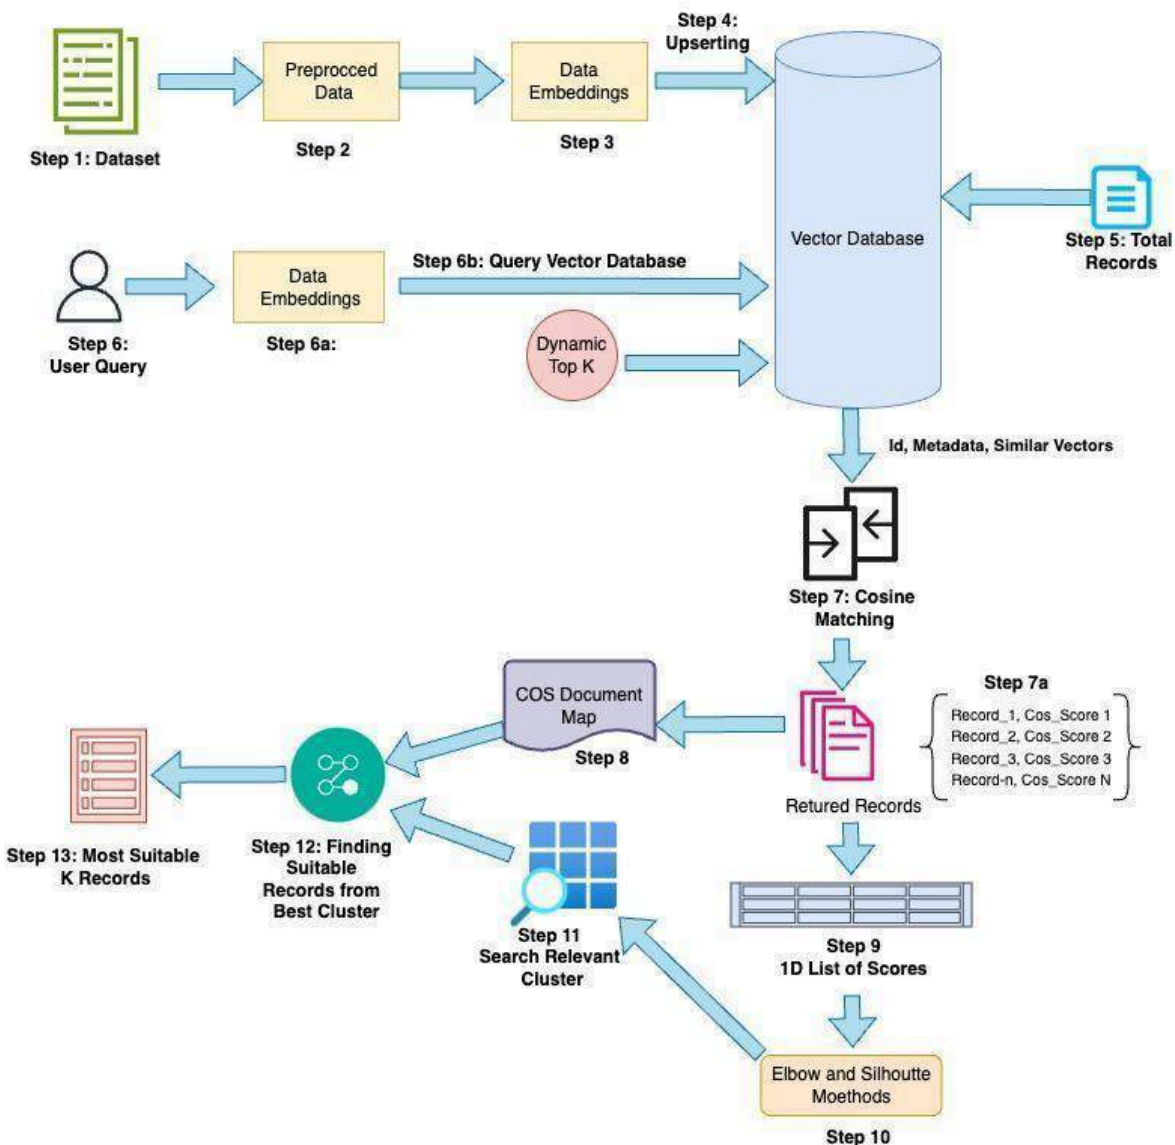 Step 4:
Upserting
Preprocced
Data
Data
Embeddings
Step 1: Dataset
Step 2
Step 3
Vector Database
Step 5: Total
Records
Step 6b: Query Vector Database
Data
Embeddings
Step 6:
User Query
Step 6a:
Dynamic
Top K
Id, Metadata, Similar Vectors
Step 7: Cosine
Matching
Step 7a
Record_1, Cos_Score 1
Record_2, Cos_Score 2
Record_3, Cos_Score 3
Record-n, Cos_Score N
Retured Records
COS Document
Map
Step 8
Step 13: Most Suitable
K Records
Step 12: Finding
Suitable
Records from
Best Cluster
Step 11
Search Relevant
Cluster
Step 9
1D List of Scores
Elbow and Silhoutte
Moethods
Step 10